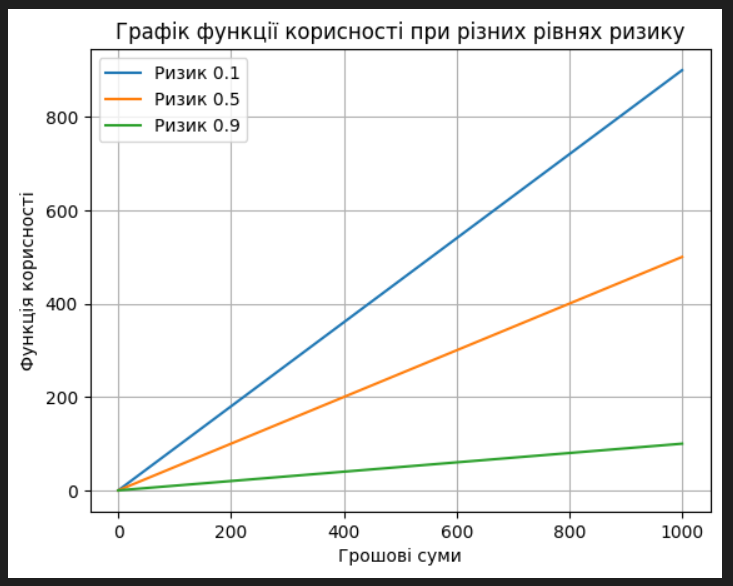 Графік функції корисності при різних рівнях ризику
Ризик 0.1
Ризик 0.5
Ризик 0.9
Функція корисності
800
600
400
200
0
0 200 400 600 800 1000
Грошові суми